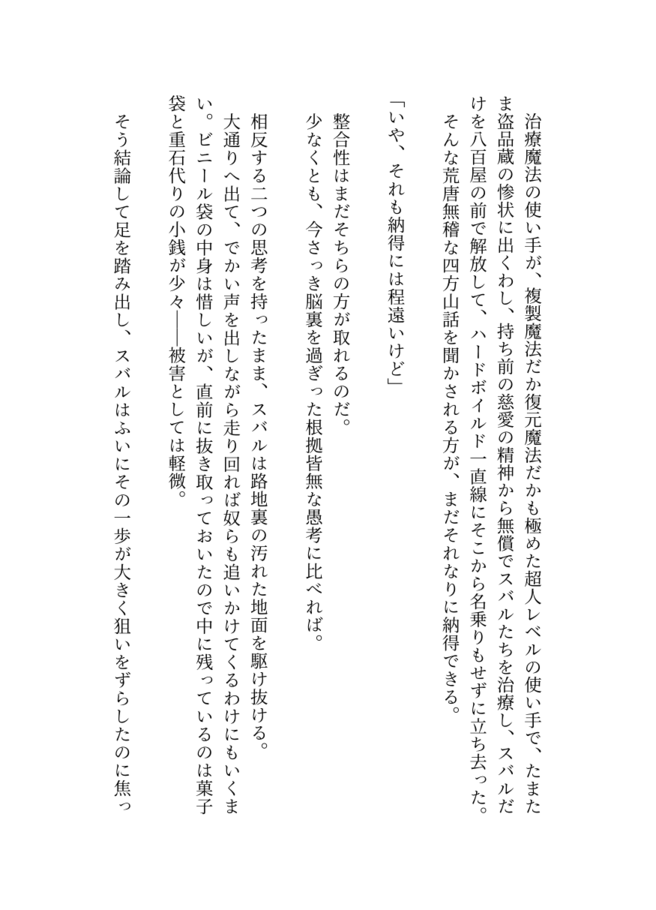 治療魔法の使い手が、複製魔法だか復元魔法だかも極めた超人レベルの使い手で、たまた
ま盗品蔵の惨状に出くわし、持ち前の慈愛の精神から無償でスバルたちを治療し、スバルだ
けを八百屋の前で解放して、ハードボイルド一直線にそこから名乗りもせずに立ち去った。
そんな荒唐無稽な四方山話を聞かされる方が、まだそれなりに納得できる。
「いや、それも納得には程遠いけど」
整合性はまだそちらの方が取れるのだ。
少なくとも、今さっき脳裏を過ぎった根拠皆無な愚考に比べれば。
相反する二つの思考を持ったまま、スバルは路地裏の汚れた地面を駆け抜ける。
大通りへ出て、でかい声を出しながら走り回れば奴らも追いかけてくるわけにもいくま
い。ビニール袋の中身は惜しいが、直前に抜き取っておいたので中に残っているのは菓子
袋と重石代りの小銭が少々――被害としては軽微。
そう結論して足を踏み出し、スバルはふいにその一歩が大きく狙いをずらしたのに焦っ